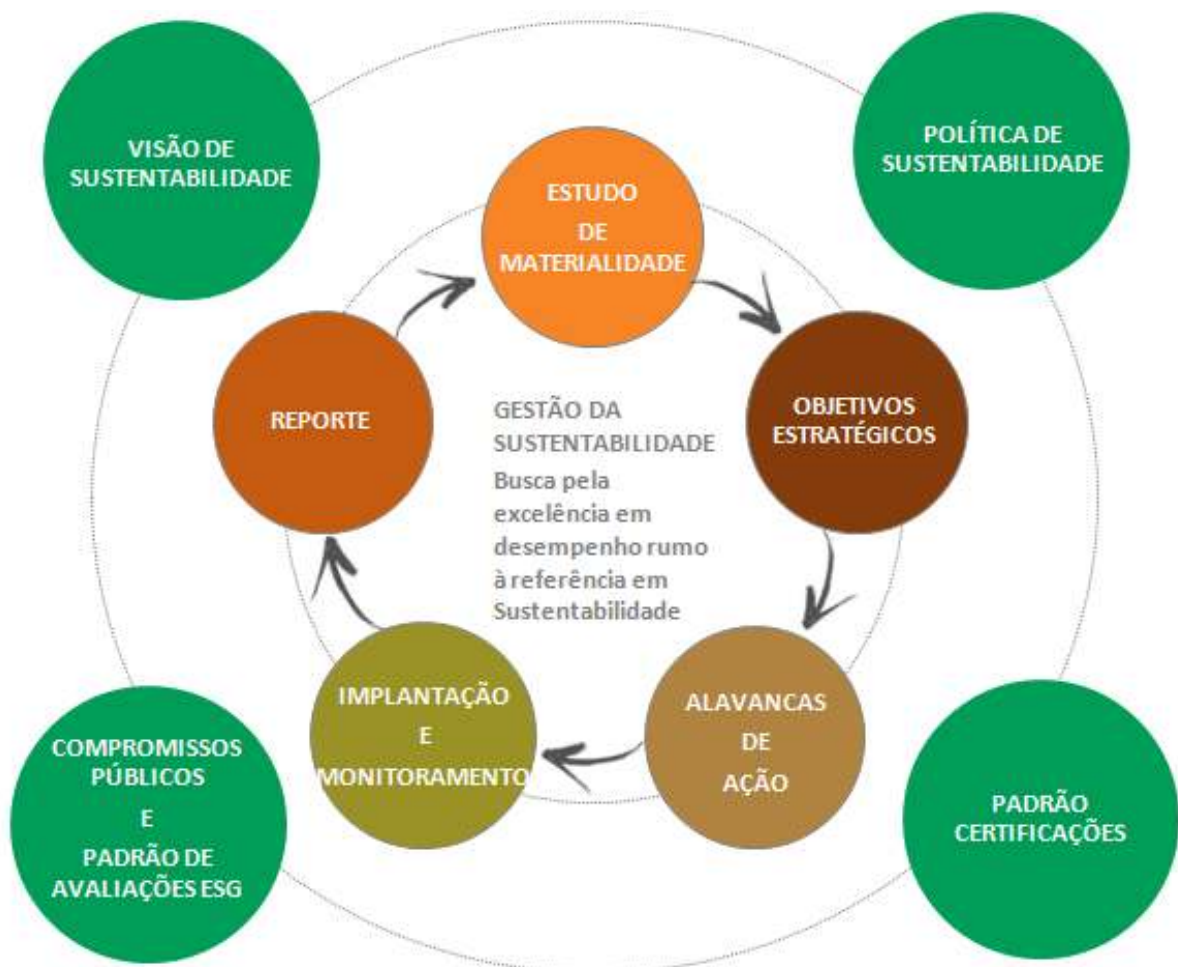 VISÃO DE
SUSTENTABILIDADE
POLÍTICA DE
SUSTENTABILIDADE
ESTUDO
DE
MATERIALIDADE
REPORTE
OBJETIVOS
ESTRATÉGICOS
GESTÃO DA
SUSTENTABILIDADE
Busca pela
excelência em
desempenho rumo
à referência em
Sustentabilidade
IMPLANTAÇÃO
E
MONITORAMENTO
ALAVANCAS
DE
AÇÃO
COMPROMISSOS
PÚBLICOS
E
PADRÃO DE
AVALIAÇÕES ESG
PADRÃO
CERTIFICAÇÕES